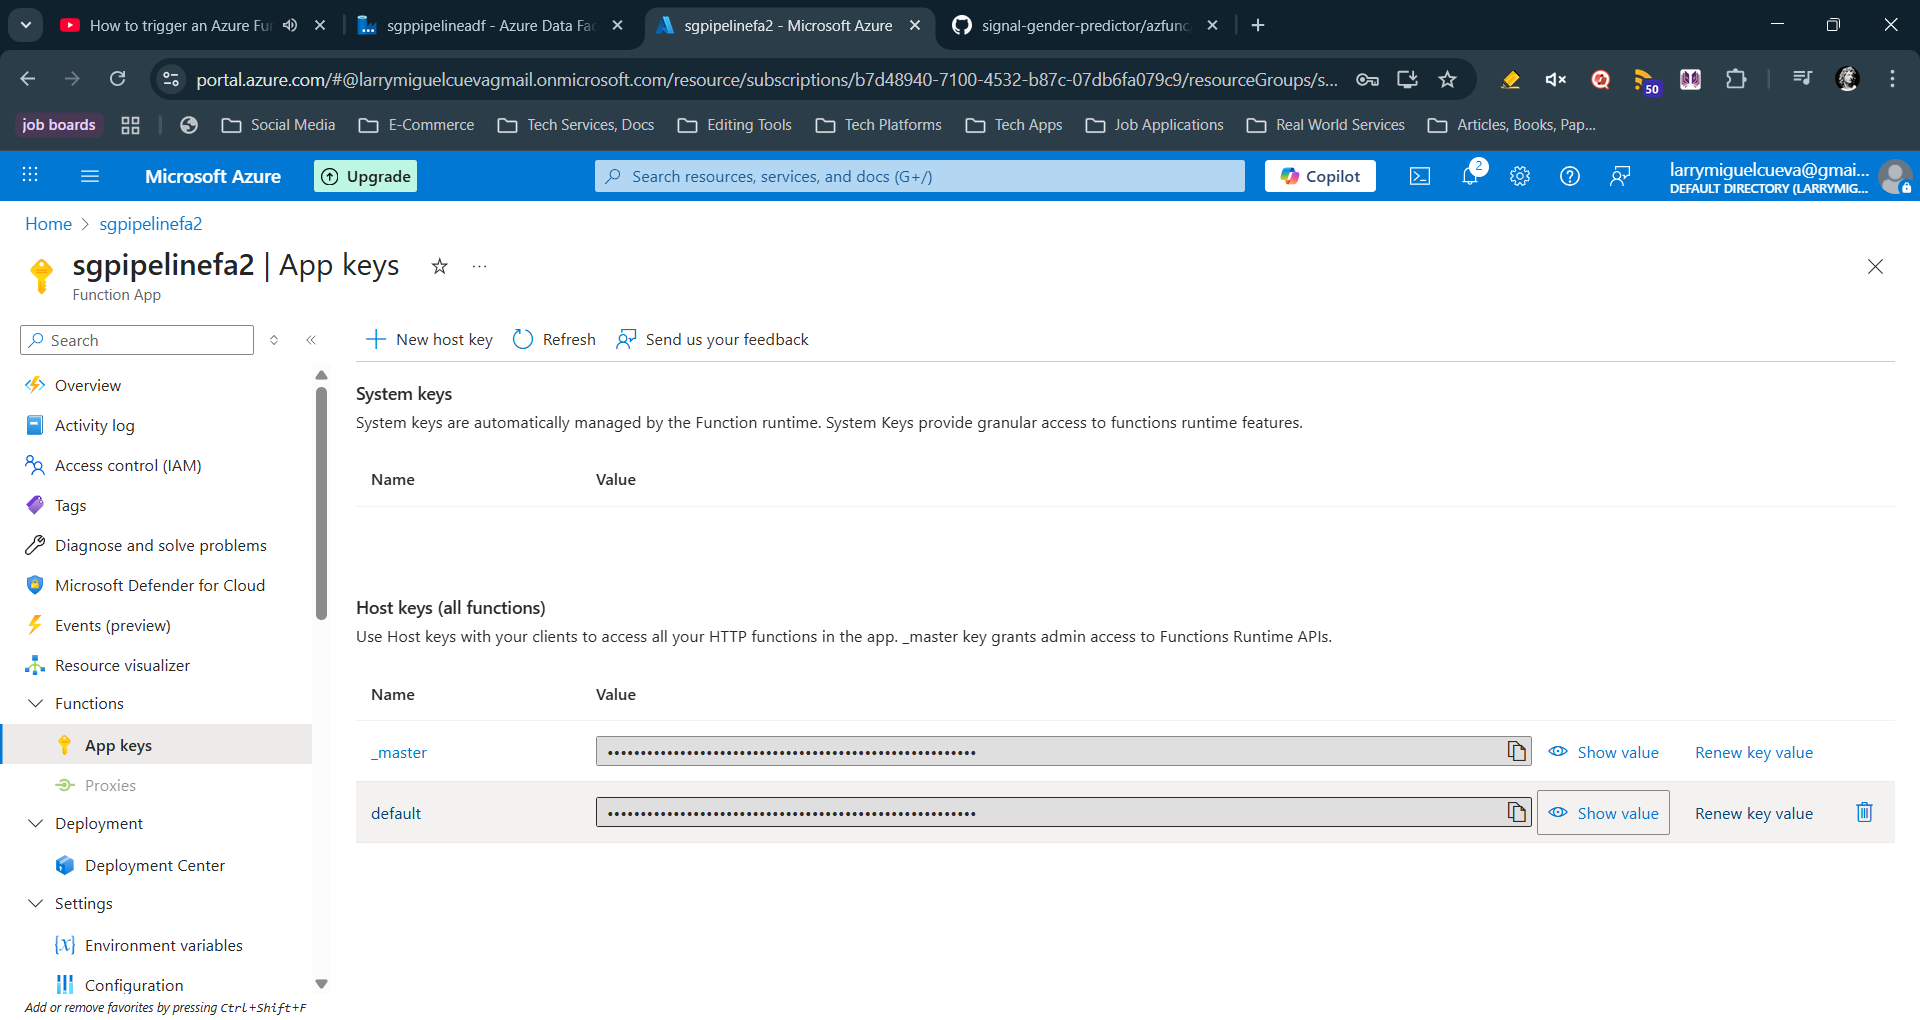 How to trigger an Azure Fun
sgppipelineadf - Azure Data Fac
sgpipelinefa2 - Microsoft Azure
signal-gender-predictor/azfunc
portal.azure.com/#@larrymiguelcuevagmail.onmicrosoft.com/resource/subscriptions/b7d48940-7100-4532-b87c-07db6fa079c9/resourceGroups/s...
50
job boards
Social Media
E-Commerce
Tech Services, Docs
Editing Tools
Tech Platforms
Tech Apps
Job Applications
Real World Services
Articles, Books, Pap...
Microsoft Azure
Upgrade
Search resources, services, and docs (G+/)
Copilot
2
larrymiguelcueva@gmai...
DEFAULT DIRECTORY (LARRYMIG...
Home > sgpipelinefa2
sgpipelinefa2 | App keys
Function App
Search
New host key
Refresh
Send us your feedback
Overview
Activity log
Access control (IAM)
Tags
Diagnose and solve problems
Microsoft Defender for Cloud
Events (preview)
Resource visualizer
Functions
App keys
Proxies
Deployment
Deployment Center
Settings
Environment variables
Configuration
Add or remove favorites by pressing Ctrl+Shift+F
System keys
System keys are automatically managed by the Function runtime. System Keys provide granular access to functions runtime features.
Name Value
Host keys (all functions)
Use Host keys with your clients to access all your HTTP functions in the app. _master key grants admin access to Functions Runtime APIs.
Name Value
_master Show value Renew key value
default Show value Renew key value